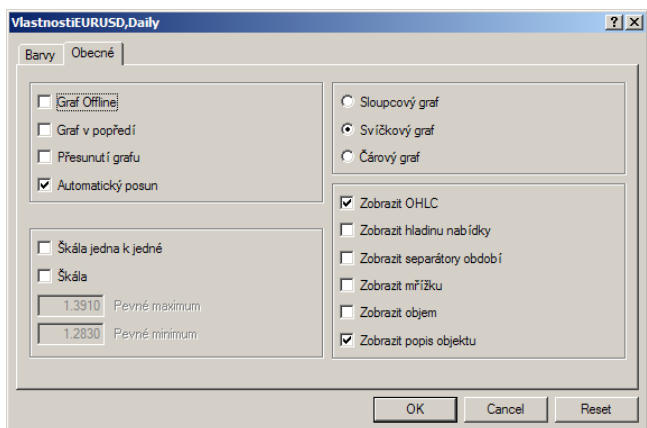 VlastnostiEURUSD,Daily
Barvy
Obecné
Graf Offline
Graf v popředí
Přesunutí grafu
Automatický posun
Škála jedna k jedné
Škála
1.3910 Pevné maximum
1.2830 Pevné minimum
Sloupcový graf
Svíčkový graf
Čárový graf
Zobrazit OHLC
Zobrazit hladinu nabídky
Zobrazit separátory období
Zobrazit mřížku
Zobrazit objem
Zobrazit popis objektu
OK
Cancel
Reset